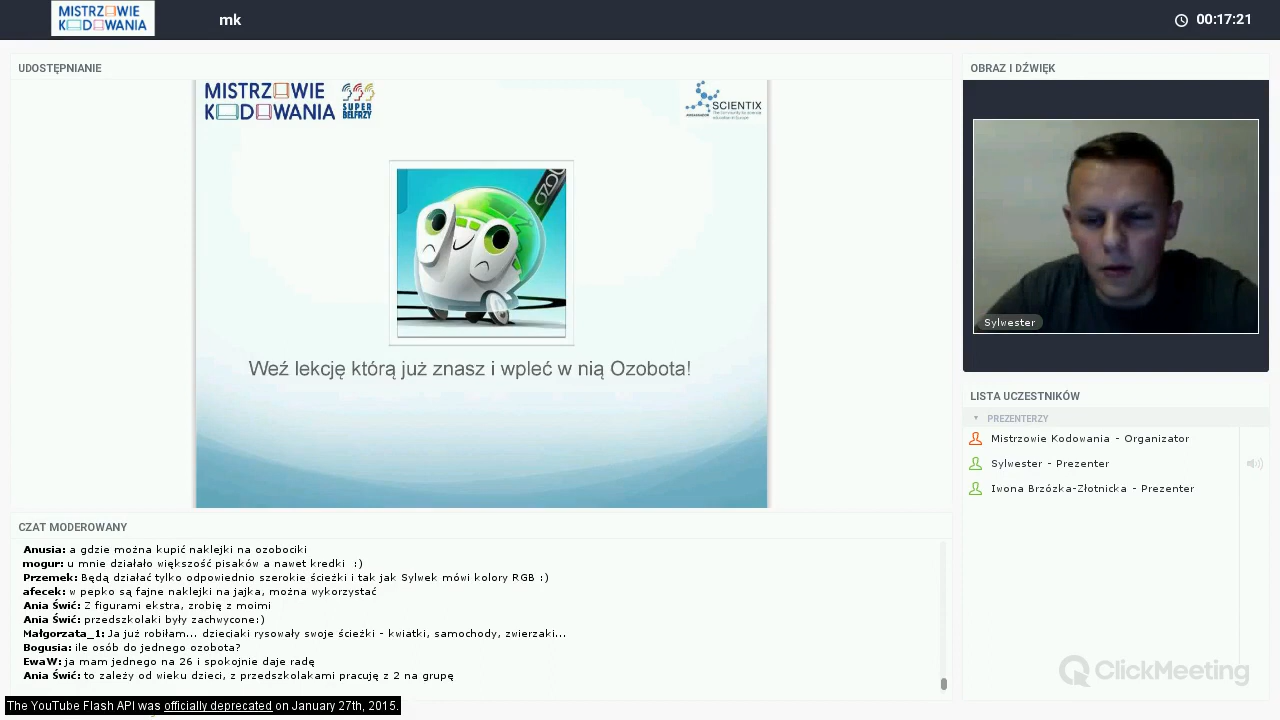 MISTRZOWIE
KODOWANIA
mk
00:17:21
UDOSTĘPNIANIE
MISTRZOWIE
KODOWANIA
SUPER
BELFRZY
SCIENTIX
OZO
Weź lekcję którą już znasz i wpleć w nią Ozobota!
OBRAZ I DŹWIĘK
Sylwester
LISTA UCZESTNIKÓW
PREZENTERZY
Mistrzowie Kodowania - Organizator
Sylwester - Prezenter
Iwona Brzózka-Złotnicka - Prezenter
CZAT MODEROWANY
Anusia: a gdzie można kupić naklejki na ozobociki
mogur: u mnie działało większość pisaków a nawet kredki :)
Przemek: Będą działać tylko odpowiednio szerokie ścieżki i tak jak Sylwek mówi kolory RGB :)
afecek: w pepko są fajne naklejki na jajka, można wykorzystać
Ania Świć: Z figurami ekstra, zrobię z moimi
Ania Świć: przedszkolaki były zachwycone:)
Małgorzata_1: Ja już robiłam... dzieciaki rysowały swoje ścieżki - kwiatki, samochody, zwierzaki...
Bogusia: ile osób do jednego ozobota?
EwaW: ja mam jednego na 26 i spokojnie daje radę
Ania Świć: to zależy od wieku dzieci, z przedszkolakami pracuję z 2 na grupę
ClickMeeting
The YouTube Flash API was officially deprecated on January 27th, 2015.